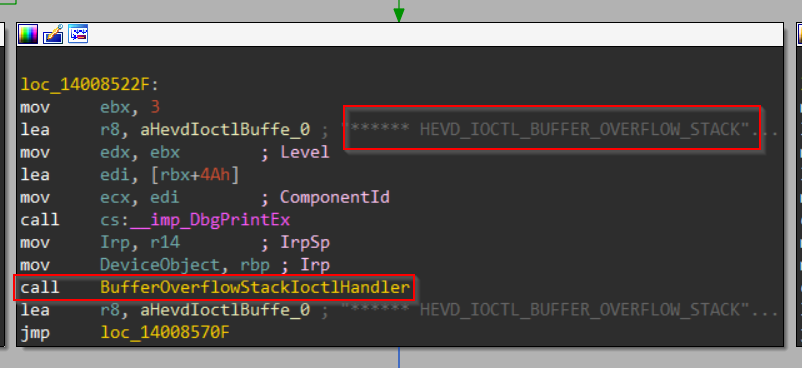 loc_14008522F:
mov ebx, 3
lea r8, aHevdIoctlBuffe_0 ; "****** HEVD_IOCTL_BUFFER_OVERFLOW_STACK"...
mov edx, ebx ; Level
lea edi, [rbx+4Ah]
mov ecx, edi ; ComponentId
call cs:__imp_DbgPrintEx
mov Irp, r14 ; IrpSp
mov DeviceObject, rbp ; Irp
call BufferOverflowStackIoctlHandler
lea r8, aHevdIoctlBuffe_0 ; "****** HEVD_IOCTL_BUFFER_OVERFLOW_STACK"...
jmp loc_14008570F